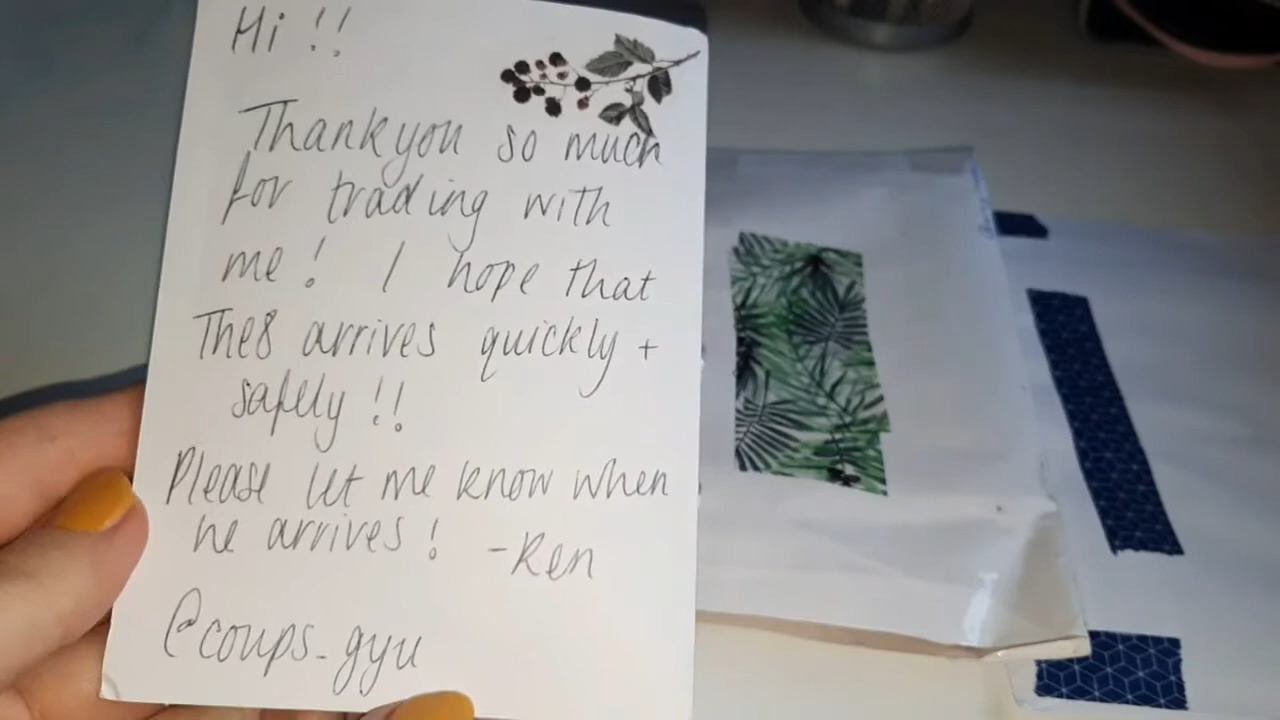 Hi !!
Thankyou so much
for trading with
me! I hope that
The8 arrives quickly +
safely !!
Please let me know when
he arrives! -Ren
@coups_gyu